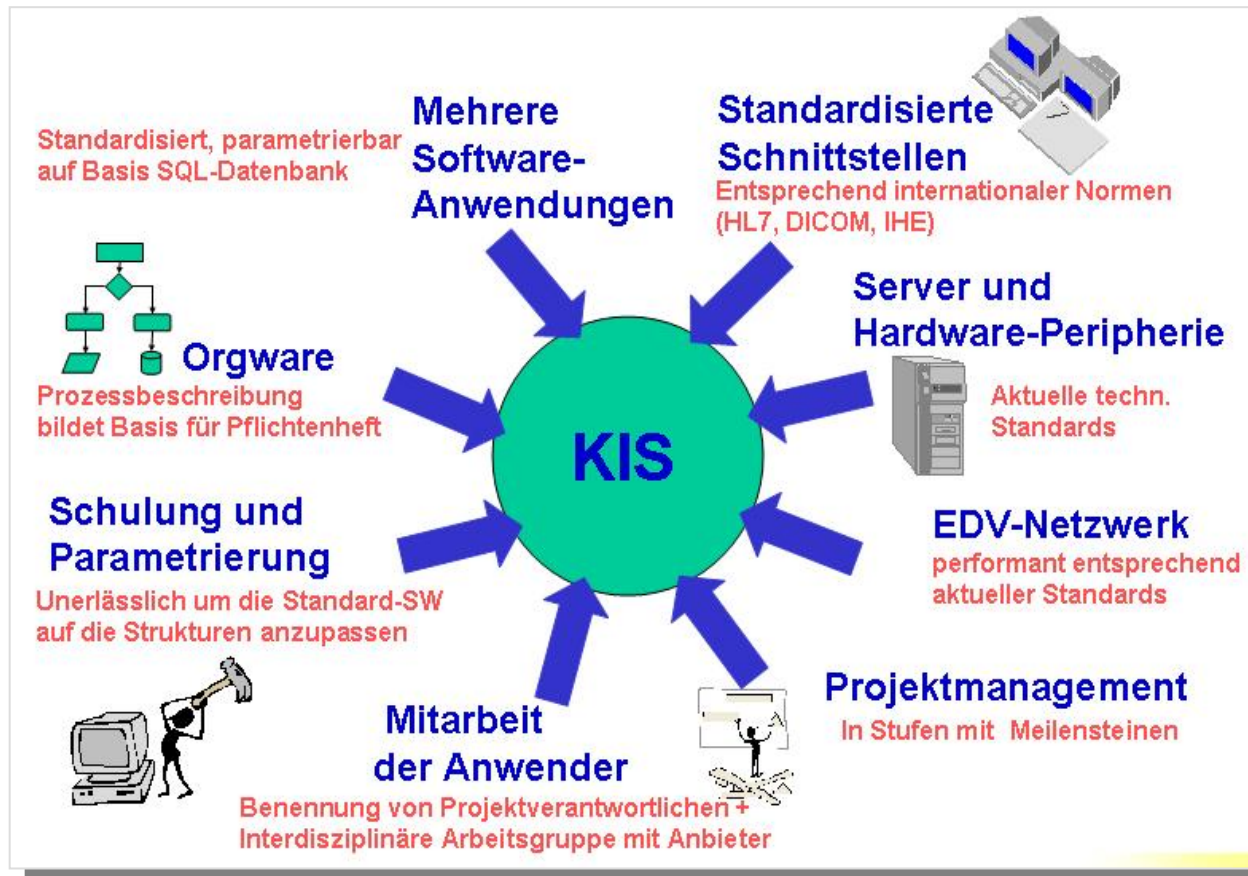 Mehrere
Software-
Anwendungen
Standardisiert, parametrierbar
auf Basis SQL-Datenbank
Standardisierte
Schnittstellen
Entsprechend internationaler Normen
(HL7, DICOM, IHE)
Server und
Hardware-Peripherie
Aktuelle techn.
Standards
Orgware
Prozessbeschreibung
bildet Basis für Pflichtenheft
KIS
Schulung und
Parametrierung
Unerlässlich um die Standard-SW
auf die Strukturen anzupassen
EDV-Netzwerk
performant entsprechend
aktueller Standards
Projektmanagement
In Stufen mit Meilensteinen
Mitarbeit
der Anwender
Benennung von Projektverantwortlichen +
Interdisziplinäre Arbeitsgruppe mit Anbieter